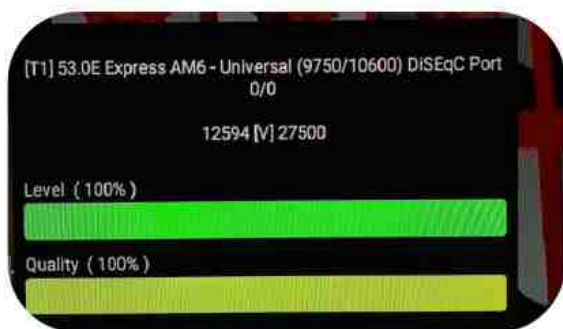 [T1] 53.0E Express AM6 - Universal (9750/10600) DiSEqC Port
0/0
12594 [V] 27500
Level ( 100% )
Quality ( 100% )